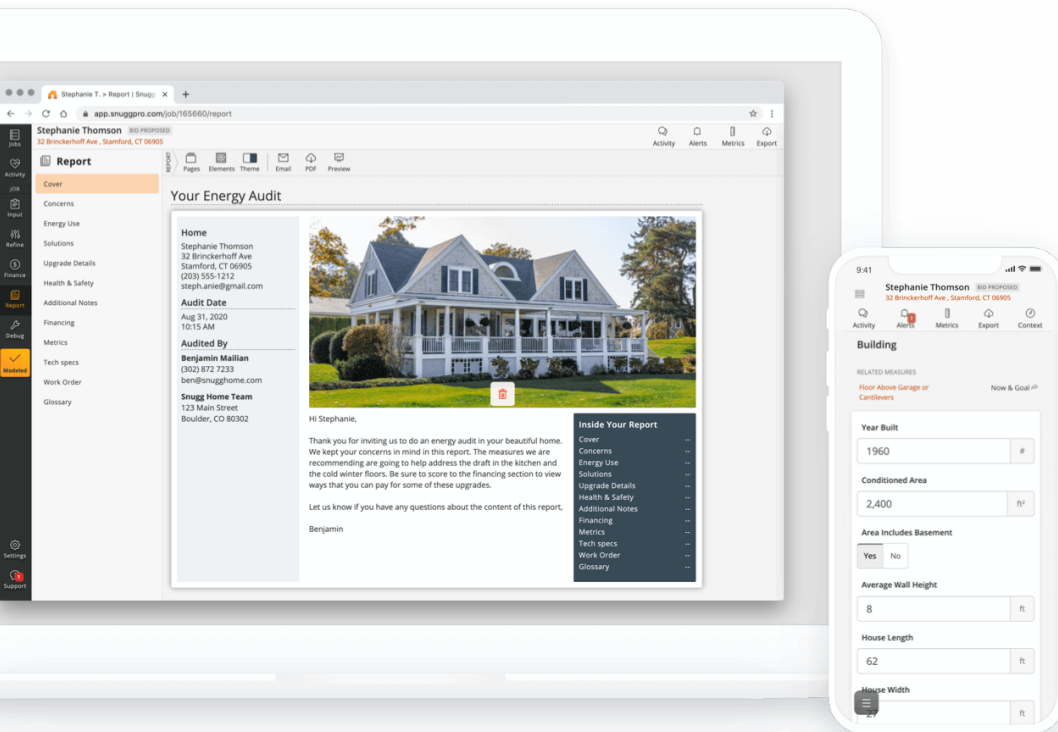 Stephanie T. > Report | Snugg
app.snuggpro.com/job/165660/report
Stephanie Thomson BID PROPOSED
32 Brinckerhoff Ave , Stamford, CT 06905
Activity Alerts Metrics Export
Jobs
Activity
JOB
Input
Refine
Finance
Report
Debug
Modeled
Settings
1
Support
Report
Cover
Concerns
Energy Use
Solutions
Upgrade Details
Health & Safety
Additional Notes
Financing
Metrics
Tech specs
Work Order
Glossary
REPORT
Pages Elements Theme Email PDF Preview
Your Energy Audit
Home
Stephanie Thomson
32 Brinckerhoff Ave
Stamford, CT 06905
(203) 555-1212
steph.anie@gmail.com
Audit Date
Aug 31, 2020
10:15 AM
Audited By
Benjamin Mailian
(302) 872 7233
ben@snugghome.com
Snugg Home Team
123 Main Street
Boulder, CO 80302
Hi Stephanie,
Thank you for inviting us to do an energy audit in your beautiful home.
We kept your concerns in mind in this report. The measures we are
recommending are going to help address the draft in the kitchen and
the cold winter floors. Be sure to score to the financing section to view
ways that you can pay for some of these upgrades.
Let us know if you have any questions about the content of this report,
Benjamin
Inside Your Report
Cover --
Concerns --
Energy Use --
Solutions --
Upgrade Details --
Health & Safety --
Additional Notes --
Financing --
Metrics --
Tech specs --
Work Order --
Glossary --
9:41
Stephanie Thomson BID PROPOSED
32 Brinckerhoff Ave , Stamford, CT 06905
1
Activity Alerts Metrics Export Context
Building
RELATED MEASURES
Floor Above Garage or
Cantilevers
Now & Goal
Year Built
1960 #
Conditioned Area
2,400 ft²
Area Includes Basement
Yes No
Average Wall Height
8 ft
House Length
62 ft
House Width
27 ft